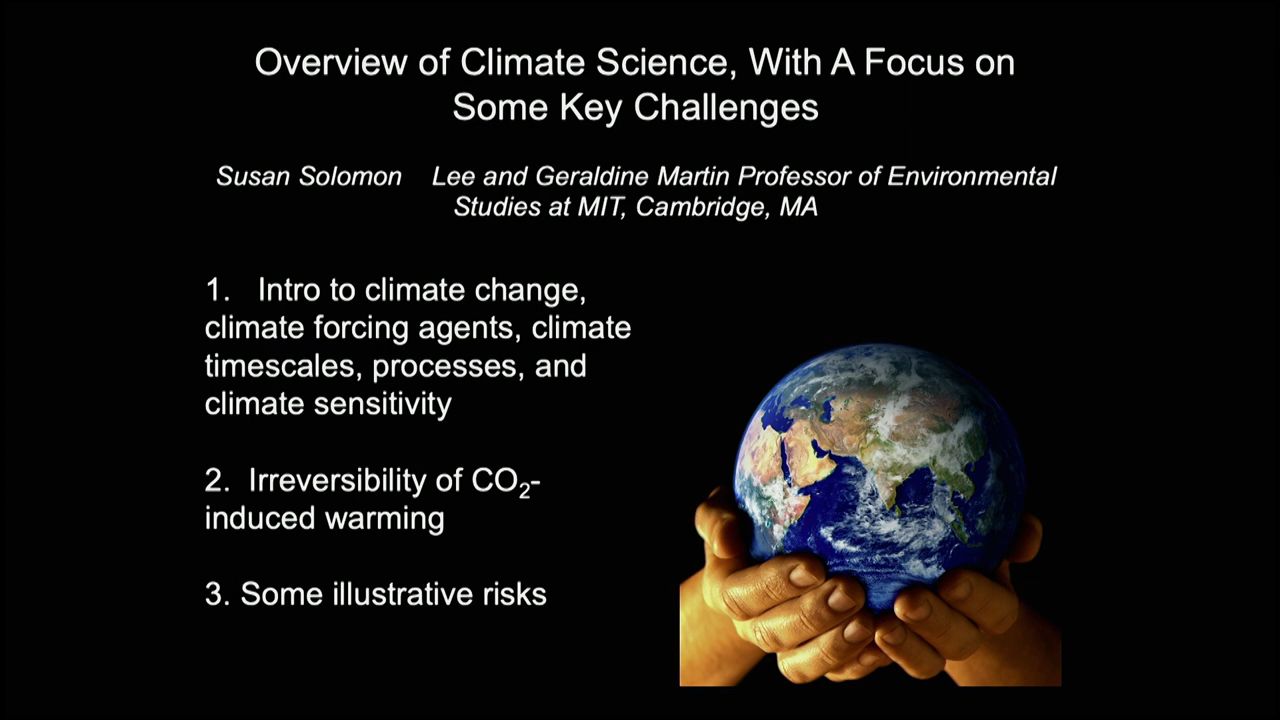 Overview of Climate Science, With A Focus on
Some Key Challenges
Susan Solomon Lee and Geraldine Martin Professor of Environmental
Studies at MIT, Cambridge, MA
1. Intro to climate change,
climate forcing agents, climate
timescales, processes, and
climate sensitivity
2. Irreversibility of CO₂-
induced warming
3. Some illustrative risks